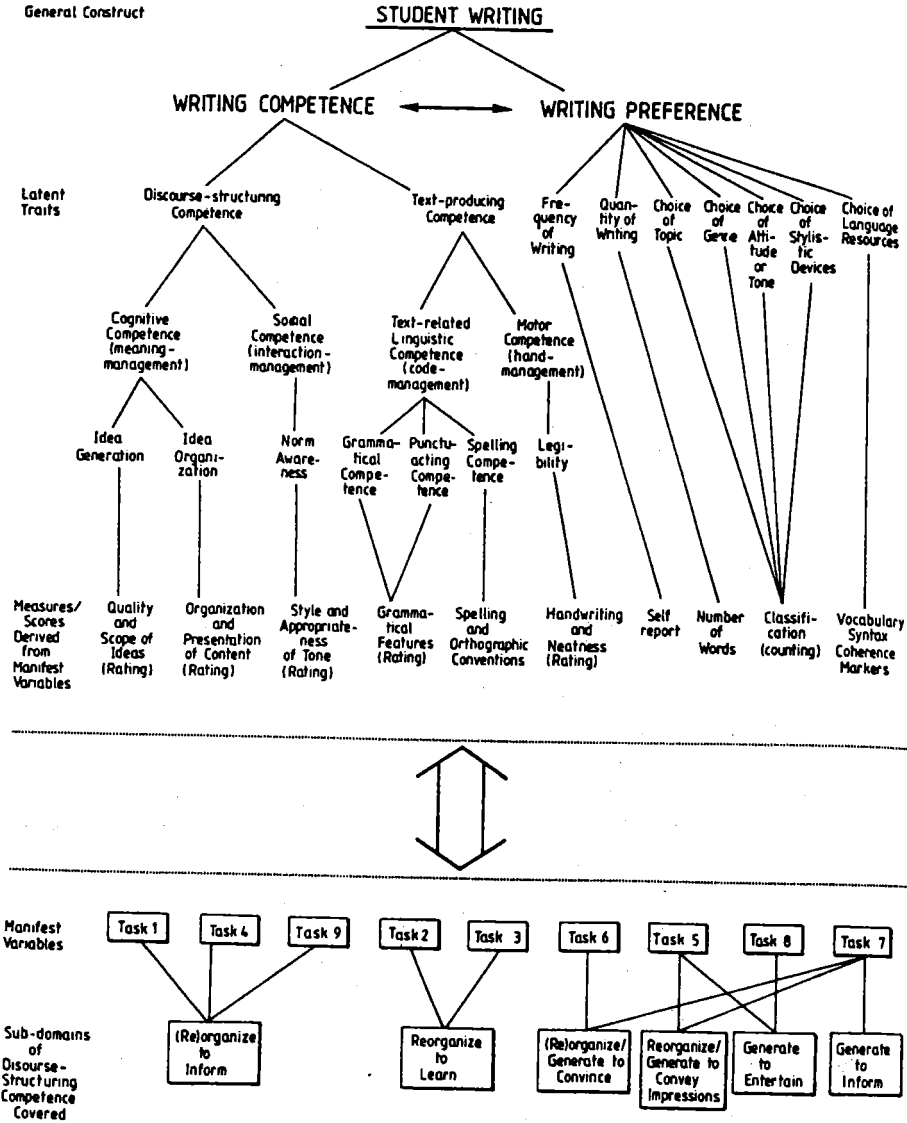 General Construct
STUDENT WRITING
WRITING COMPETENCE
WRITING PREFERENCE
Latent
Traits
Discourse-structuring
Competence
Text-producing
Competence
Fre-
quency
of
Writing
Quan-
tity of
Writing
Choice
of
Topic
Choice
of
Genre
Choice
of
Atti-
tude
or
Tone
Choice
of
Stylis-
tic
Devices
Choice of
Language
Resources
Cognitive
Competence
(meaning-
management)
Social
Competence
(interaction-
management)
Text-related
Linguistic
Competence
(code-
management)
Motor
Competence
(hand-
management)
Idea
Generation
Idea
Organi-
zation
Norm
Aware-
ness
Gramma-
tical
Compe-
tence
Punctu-
acting
Compe-
tence
Spelling
Compe-
tence
Legi-
bility
Measures/
Scores
Derived
from
Manifest
Variables
Quality
and
Scope of
Ideas
(Rating)
Organization
and
Presentation
of Content
(Rating)
Style and
Appropriate-
ness
of Tone
(Rating)
Gramma-
tical
Features
(Rating)
Spelling
and
Orthographic
Conventions
Handwriting
and
Neatness
(Rating)
Self
report
Number
of
Words
Classifi-
cation
(counting)
Vocabulary
Syntax
Coherence
Markers
Manifest
Variables
Task 1
Task 4
Task 9
Task 2
Task 3
Task 6
Task 5
Task 8
Task 7
Sub-domains
of
Discourse-
Structuring
Competence
Covered
(Re)organize
to
Inform
Reorganize
to
Learn
(Re)organize/
Generate to
Convince
Reorganize/
Generate to
Convey
Impressions
Generate
to
Entertain
Generate
to
Inform